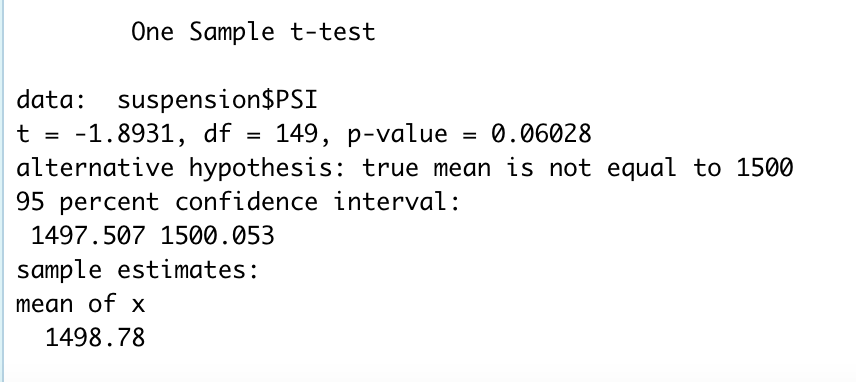 One Sample t-test
data:  suspension$PSI
t = -1.8931, df = 149, p-value = 0.06028
alternative hypothesis: true mean is not equal to 1500
95 percent confidence interval:
1497.507 1500.053
sample estimates:
mean of x
1498.78